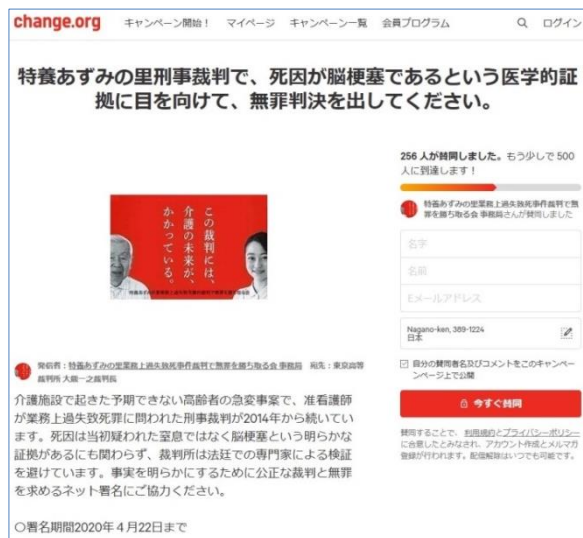 change.org
キャンペーン開始！ マイページ キャンペーン一覧 会員プログラム
ログイン
特養あずみの里刑事裁判で、死因が脳梗塞であるという医学的証
拠に目を向けて、無罪判決を出してください。
この裁判には、
介護の未来が、
かかっている。
256 人が賛同しました。もう少しで 500
人に到達します！
特養あずみの里業務上過失致死事件裁判で無
罪を勝ち取る会 事務局さんが賛同しました
名字
名前
Eメールアドレス
Nagano-ken, 389-1224
日本
自分の賛同者名及びコメントをこのキャンペ
ーンページ上で公開
今すぐ賛同
賛同することで、利用規約とプライバシーポリシー
に合意したとみなされ、アカウント作成とメルマガ
登録が行われます。配信解除はいつでも可能です。
発信者：特養あずみの里業務上過失致死事件裁判で無罪を勝ち取る会 事務局 宛先：東京高等
裁判所 大熊一之裁判長
介護施設で起きた予期できない高齢者の急変事案で、准看護師
が業務上過失致死罪に問われた刑事裁判が2014年から続いてい
ます。死因は当初疑われた窒息ではなく脳梗塞という明らかな
証拠があるにも関わらず、裁判所は法廷での専門家による検証
を避けています。事実を明らかにするために公正な裁判と無罪
を求めるネット署名にご協力ください。
○署名期間2020年４月22日まで